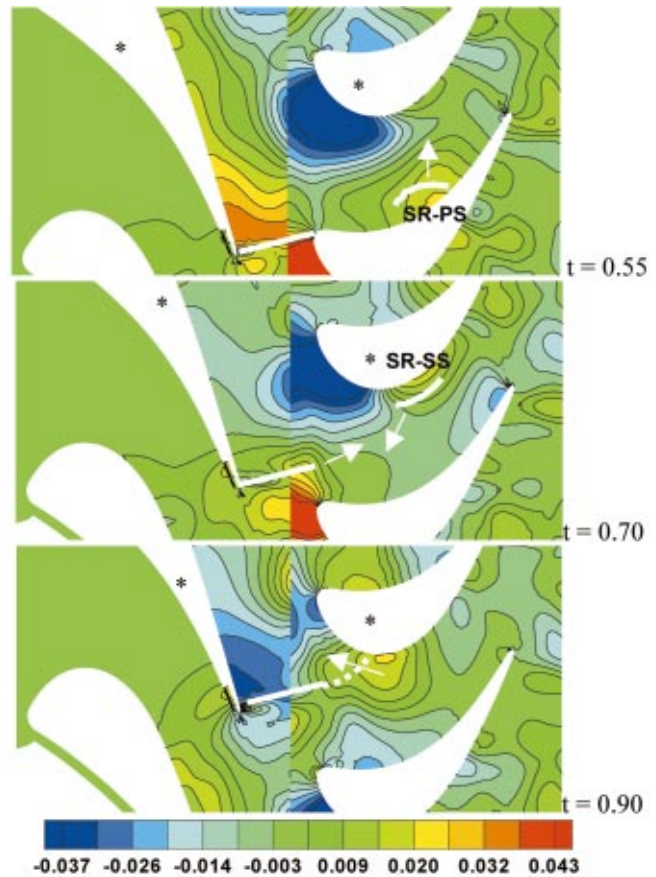 *
*
SR-PS
t = 0.55
*
* SR-SS
t = 0.70
*
*
t = 0.90
-0.037 -0.026 -0.014 -0.003 0.009 0.020 0.032 0.043